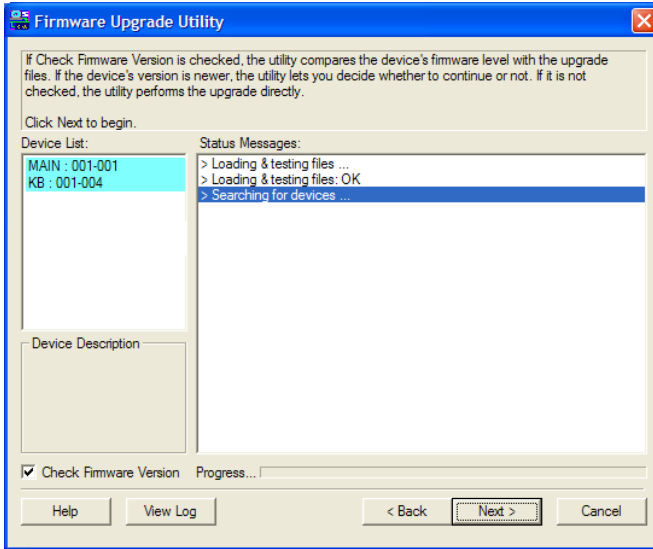 Firmware Upgrade Utility
If Check Firmware Version is checked, the utility compares the device's firmware level with the upgrade
files. If the device's version is newer, the utility lets you decide whether to continue or not. If it is not
checked, the utility performs the upgrade directly.
Click Next to begin.
Device List:
Status Messages:
MAIN : 001-001
KB : 001-004
> Loading & testing files ...
> Loading & testing files: OK
> Searching for devices ...
Device Description
Check Firmware Version
Progress...
Help
View Log
< Back
Next >
Cancel